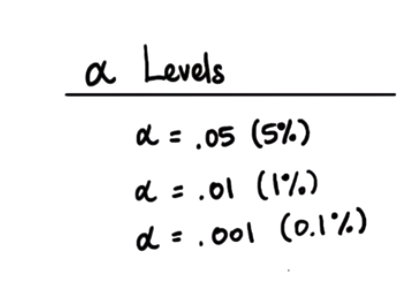 α Levels
α = .05 (5%)
α = .01 (1%)
α = .001 (0.1%)